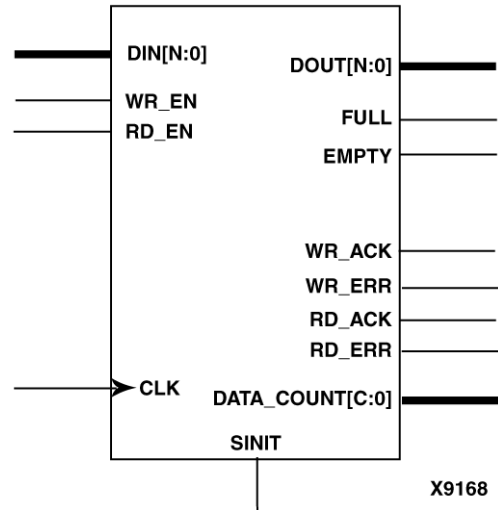 DIN[N:0]
DOUT[N:0]
WR_EN
FULL
RD_EN
EMPTY
WR_ACK
WR_ERR
RD_ACK
RD_ERR
CLK
DATA_COUNT[C:0]
SINIT
X9168